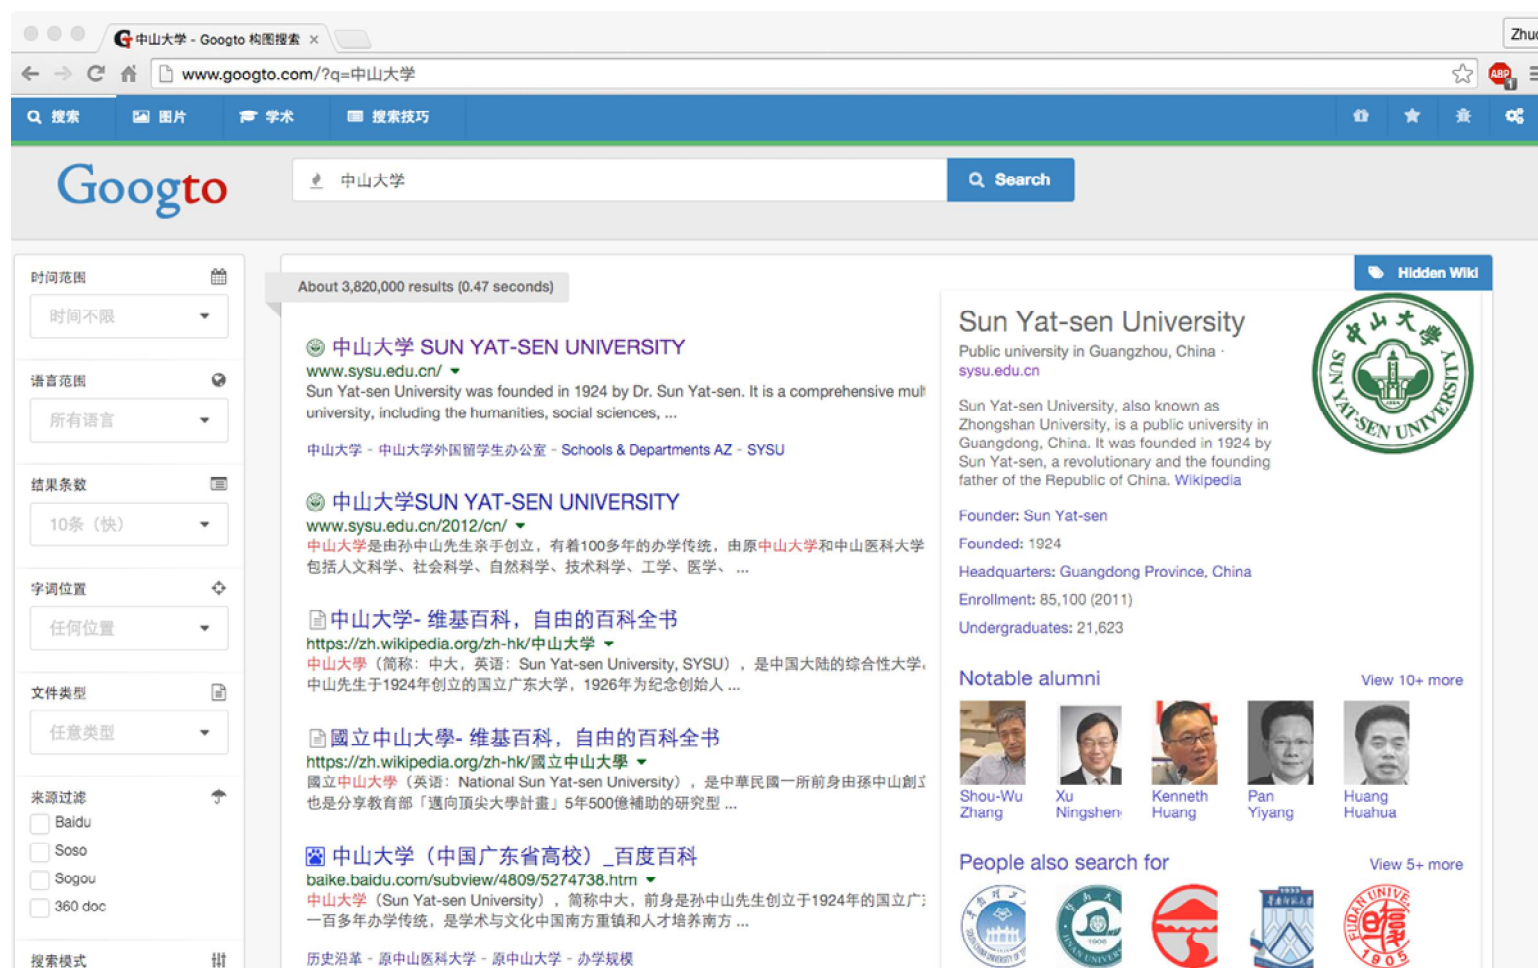 中山大学 - Googto 构图搜索 ×
Zhuo
www.googto.com/?q=中山大学
ABP
1
搜索 图片 学术 搜索技巧
Googto
中山大学
Search
时间范围
时间不限
语言范围
所有语言
结果条数
10条（快）
字词位置
任何位置
文件类型
任意类型
来源过滤
Baidu
Soso
Sogou
360 doc
搜索模式
About 3,820,000 results (0.47 seconds)
中山大学 SUN YAT-SEN UNIVERSITY
www.sysu.edu.cn/
Sun Yat-sen University was founded in 1924 by Dr. Sun Yat-sen. It is a comprehensive mult
university, including the humanities, social sciences, ...
中山大学 - 中山大学外国留学生办公室 - Schools & Departments AZ - SYSU
中山大学SUN YAT-SEN UNIVERSITY
www.sysu.edu.cn/2012/cn/
中山大学是由孙中山先生亲手创立，有着100多年的办学传统，由原中山大学和中山医科大学
包括人文科学、社会科学、自然科学、技术科学、工学、医学、 ...
中山大学- 维基百科，自由的百科全书
https://zh.wikipedia.org/zh-hk/中山大学
中山大學（简称：中大，英语：Sun Yat-sen University, SYSU），是中国大陆的综合性大学。
中山先生于1924年创立的国立广东大学，1926年为纪念创始人 ...
國立中山大學- 维基百科，自由的百科全书
https://zh.wikipedia.org/zh-hk/國立中山大學
國立中山大學（英语：National Sun Yat-sen University），是中華民國一所前身由孫中山創立
也是分享教育部「邁向頂尖大學計畫」5年500億補助的研究型 ...
中山大学（中国广东省高校）_百度百科
baike.baidu.com/subview/4809/5274738.htm
中山大学（Sun Yat-sen University），简称中大，前身是孙中山先生创立于1924年的国立广东
一百多年办学传统，是学术与文化中国南方重镇和人才培养南方 ...
历史沿革 - 原中山医科大学 - 原中山大学 - 办学规模
Hidden Wiki
Sun Yat-sen University
Public university in Guangzhou, China ·
sysu.edu.cn
中山大学
SUN YAT-SEN UNIVERSITY
Sun Yat-sen University, also known as
Zhongshan University, is a public university in
Guangdong, China. It was founded in 1924 by
Sun Yat-sen, a revolutionary and the founding
father of the Republic of China. Wikipedia
Founder: Sun Yat-sen
Founded: 1924
Headquarters: Guangdong Province, China
Enrollment: 85,100 (2011)
Undergraduates: 21,623
Notable alumni
View 10+ more
Shou-Wu Zhang
Xu Ningsheng
Kenneth Huang
Pan Yiyang
Huang Huahua
People also search for
View 5+ more
1906
JINAN UNIVER
1933
FUDAN UNIVE
1905